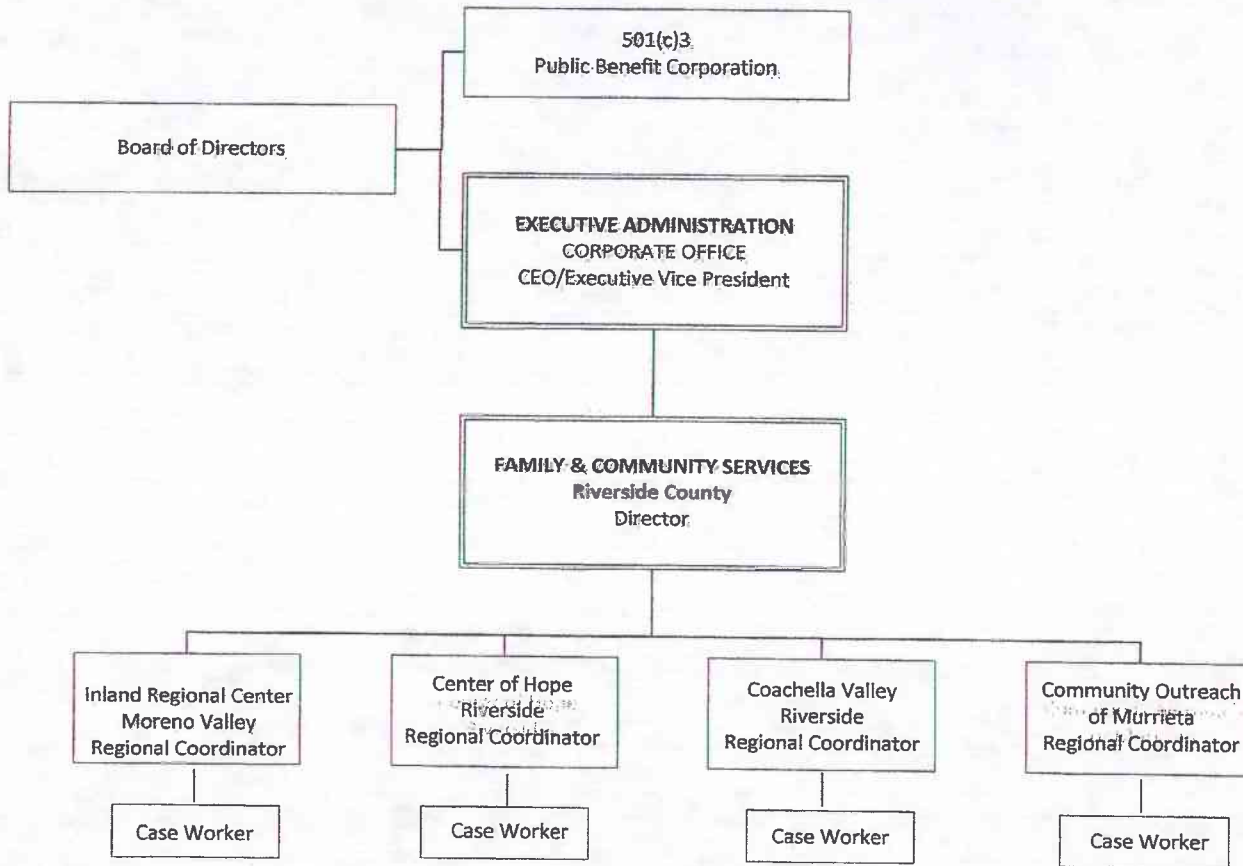 501(c)3
Public Benefit Corporation
Board of Directors
EXECUTIVE ADMINISTRATION
CORPORATE OFFICE
CEO/Executive Vice President
FAMILY & COMMUNITY SERVICES
Riverside County
Director
Inland Regional Center
Moreno Valley
Regional Coordinator
Center of Hope
Riverside
Regional Coordinator
Coachella Valley
Riverside
Regional Coordinator
Community Outreach
of Murrieta
Regional Coordinator
Case Worker
Case Worker
Case Worker
Case Worker